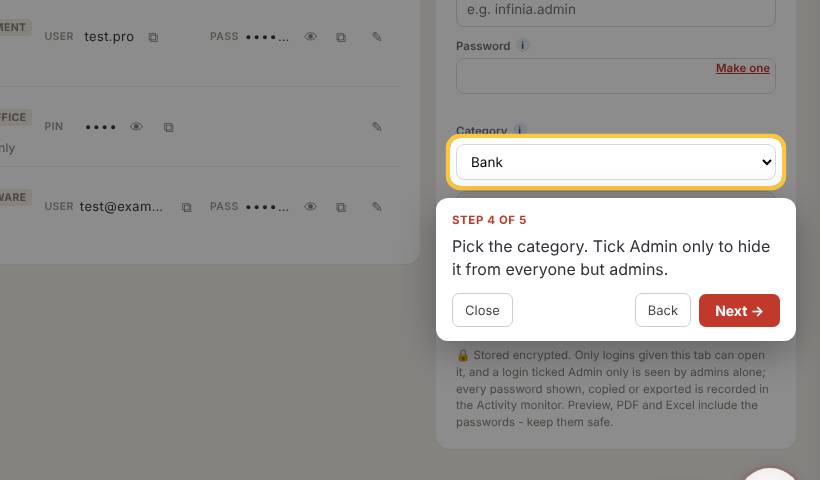 MENT
USER test.pro PASS ••••...
FFICE
PIN ••••
nly
WARE
USER test@exam... PASS ••••...
e.g. infinia.admin
Password i
Make one
Category i
Bank
STEP 4 OF 5
Pick the category. Tick Admin only to hide
it from everyone but admins.
Close Back Next →
🔒 Stored encrypted. Only logins given this tab can open
it, and a login ticked Admin only is seen by admins alone;
every password shown, copied or exported is recorded in
the Activity monitor. Preview, PDF and Excel include the
passwords - keep them safe.